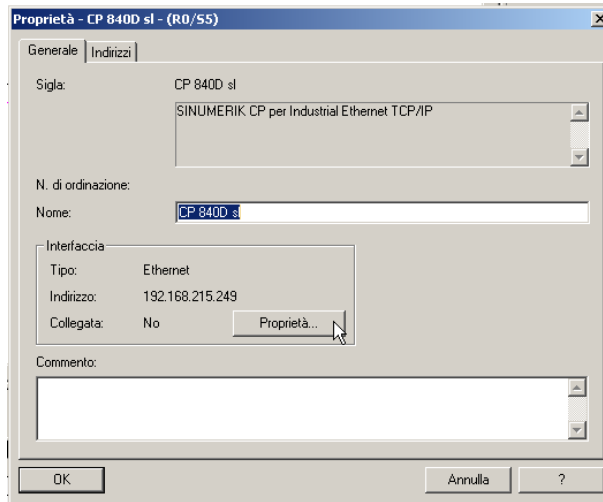 Proprietà - CP 840D sl - (R0/S5)
Generale Indirizzi
Sigla: CP 840D sl
SINUMERIK CP per Industrial Ethernet TCP/IP
N. di ordinazione:
Nome: CP 840D sl
Interfaccia
Tipo: Ethernet
Indirizzo: 192.168.215.249
Collegata: No Proprietà...
Commento:
OK Annulla ?